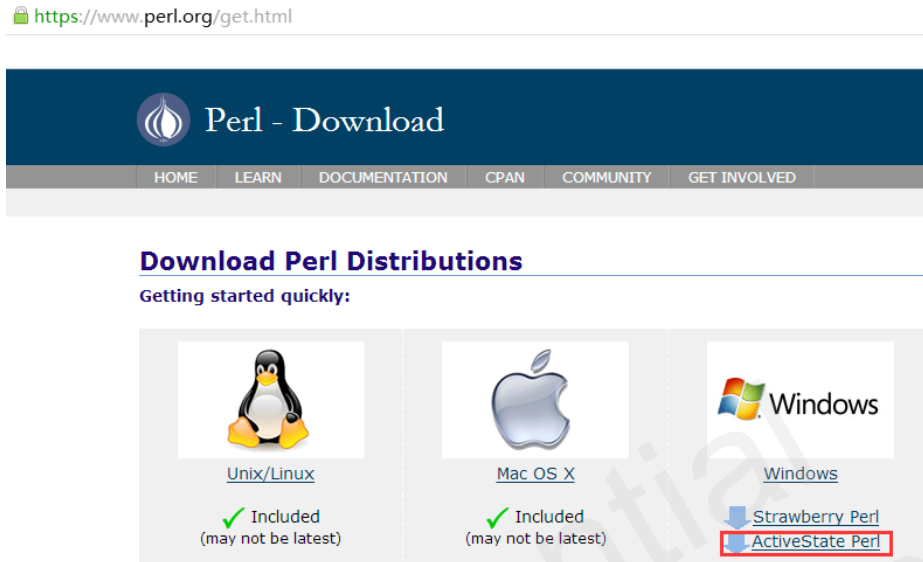 https://www.perl.org/get.html
Perl - Download
HOME LEARN DOCUMENTATION CPAN COMMUNITY GET INVOLVED
Download Perl Distributions
Getting started quickly:
Windows
Unix/Linux Mac OS X Windows
Included Included Strawberry Perl
(may not be latest) (may not be latest) ActiveState Perl